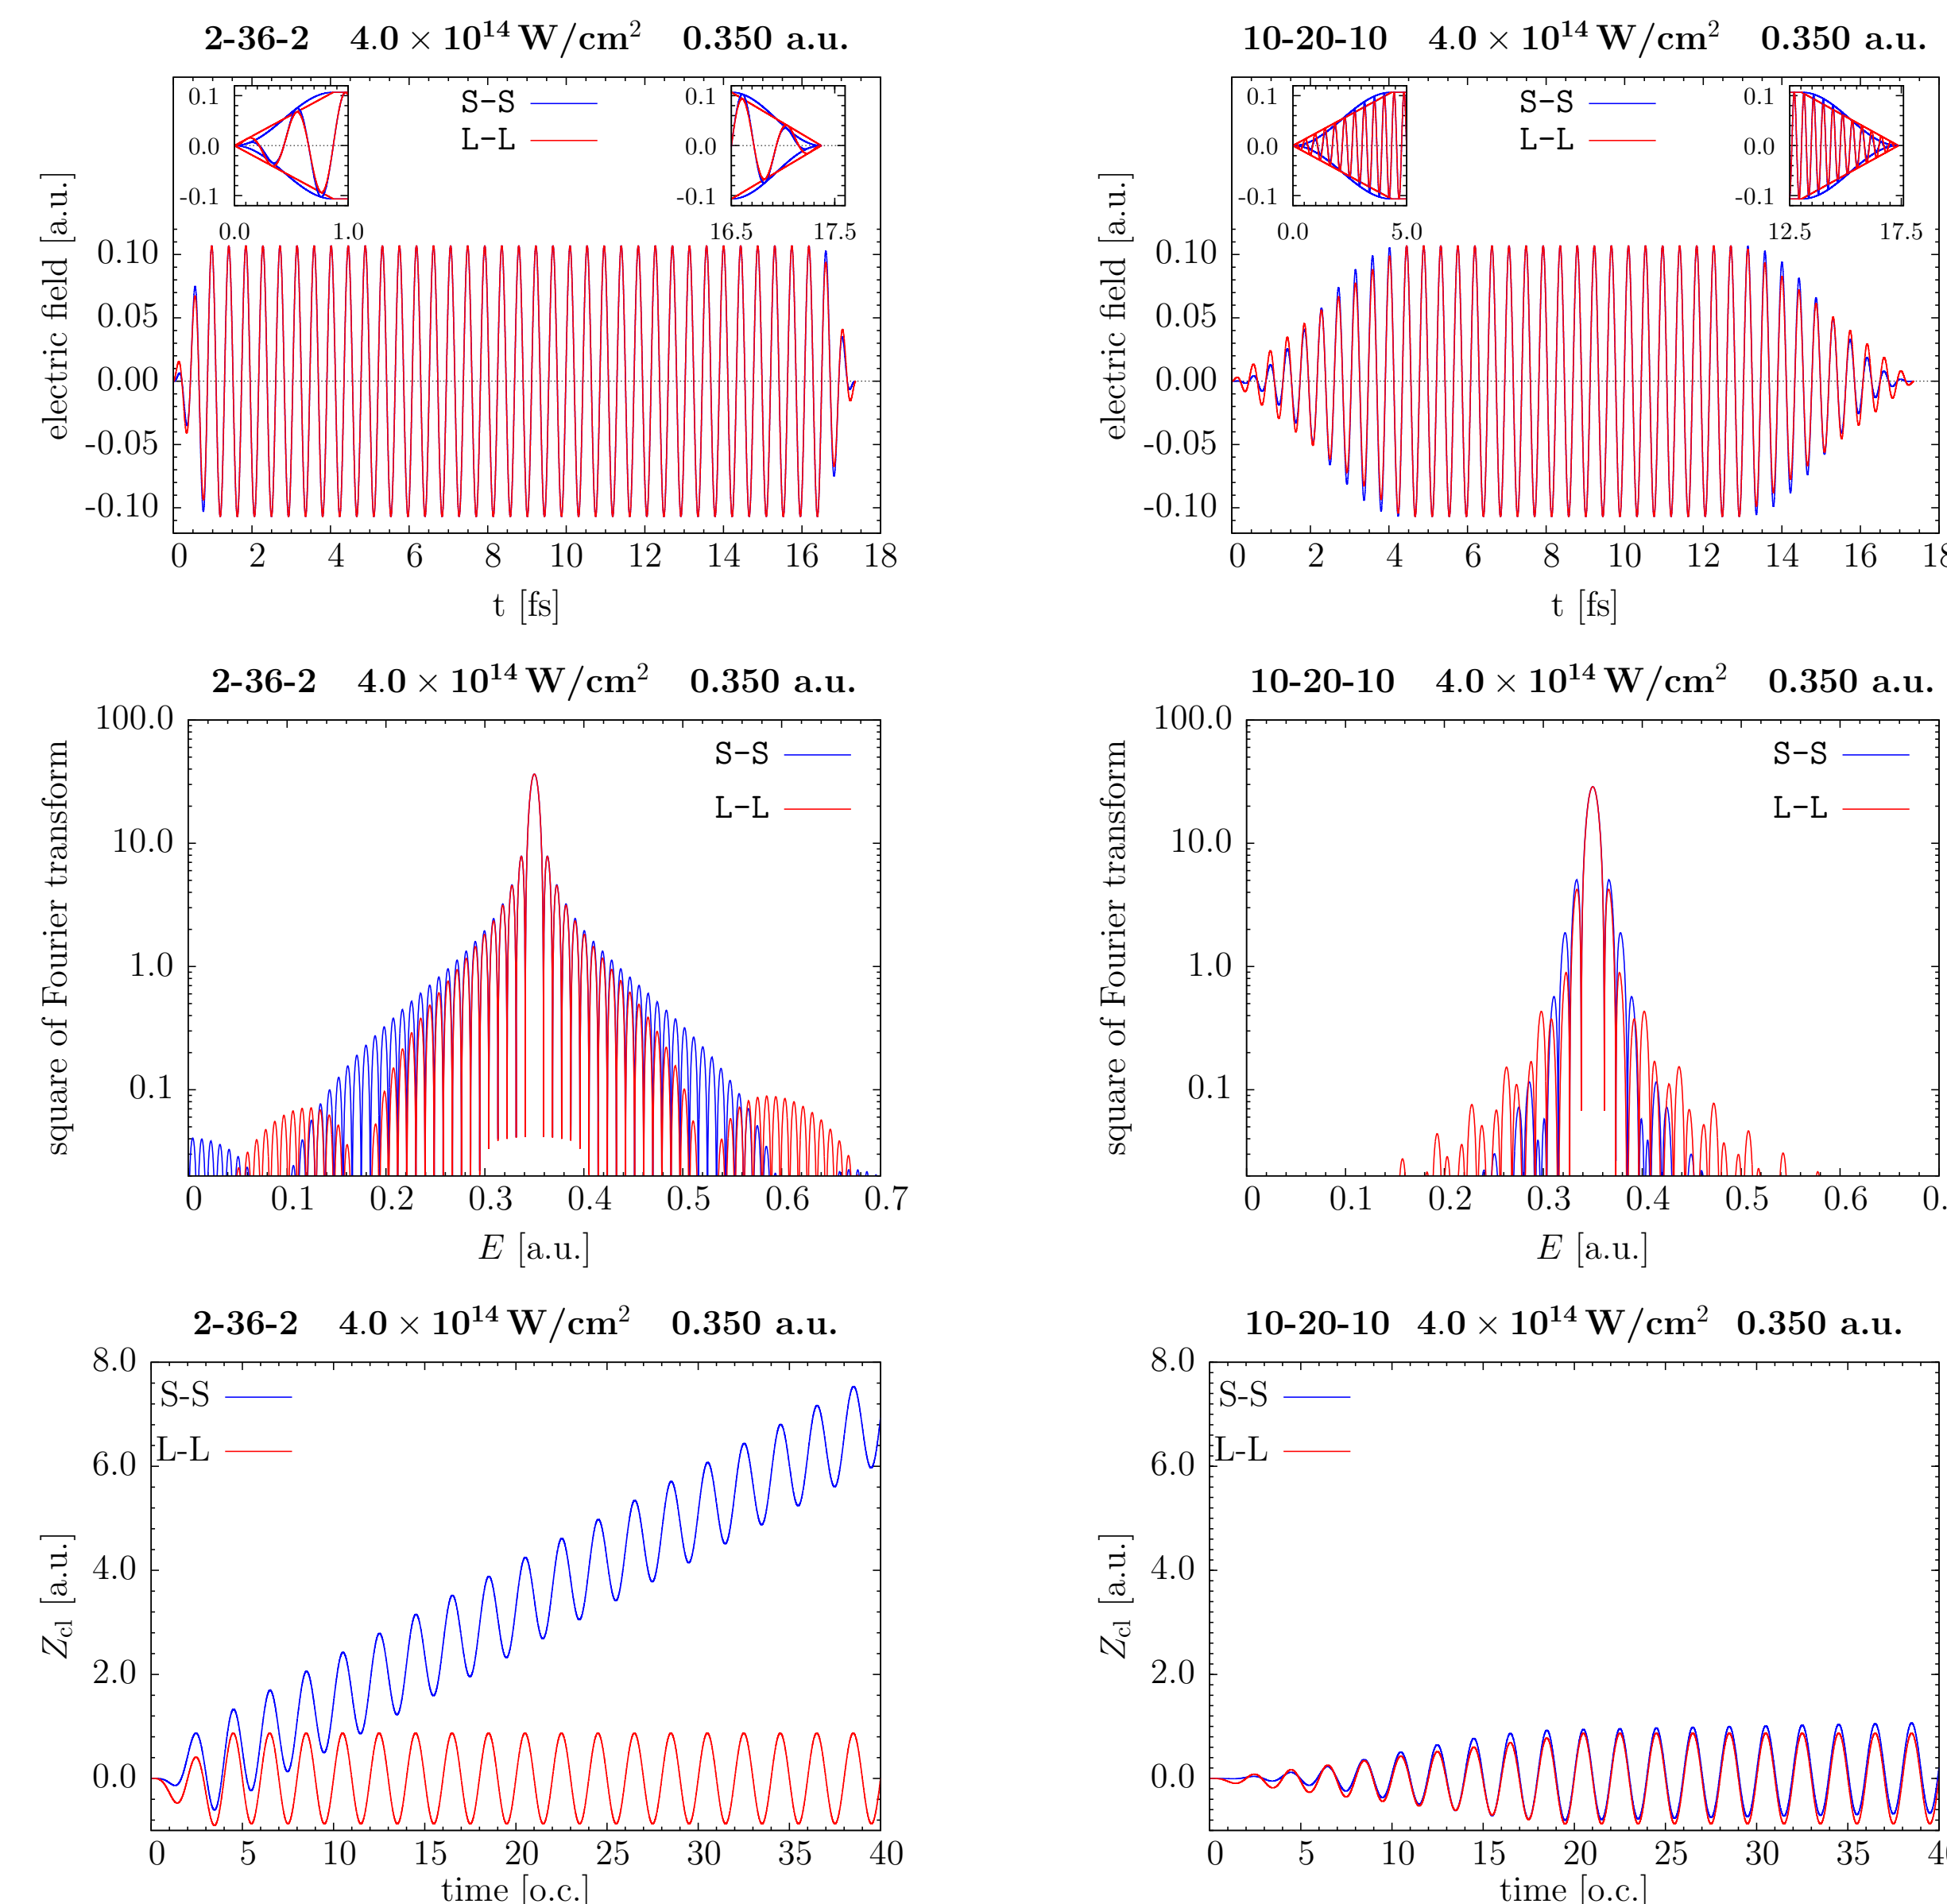 2-36-2 4.0 × 10^14 W/cm^2 0.350 a.u.
electric field [a.u.]
0.10
0.05
0.00
-0.05
-0.10
0.1
0.0
-0.1
0.0 1.0
S-S
L-L
0.1
0.0
-0.1
16.5 17.5
0 2 4 6 8 10 12 14 16 18
t [fs]
10-20-10 4.0 × 10^14 W/cm^2 0.350 a.u.
electric field [a.u.]
0.10
0.05
0.00
-0.05
-0.10
0.1
0.0
-0.1
0.0 5.0
S-S
L-L
0.1
0.0
-0.1
12.5 17.5
0 2 4 6 8 10 12 14 16 18
t [fs]
2-36-2 4.0 × 10^14 W/cm^2 0.350 a.u.
square of Fourier transform
100.0
10.0
1.0
0.1
S-S
L-L
0 0.1 0.2 0.3 0.4 0.5 0.6 0.7
E [a.u.]
10-20-10 4.0 × 10^14 W/cm^2 0.350 a.u.
square of Fourier transform
100.0
10.0
1.0
0.1
S-S
L-L
0 0.1 0.2 0.3 0.4 0.5 0.6 0.
E [a.u.]
2-36-2 4.0 × 10^14 W/cm^2 0.350 a.u.
Z_cl [a.u.]
8.0
6.0
4.0
2.0
0.0
S-S
L-L
0 5 10 15 20 25 30 35 40
time [o.c.]
10-20-10 4.0 × 10^14 W/cm^2 0.350 a.u.
Z_cl [a.u.]
8.0
6.0
4.0
2.0
0.0
S-S
L-L
0 5 10 15 20 25 30 35 40
time [o.c.]